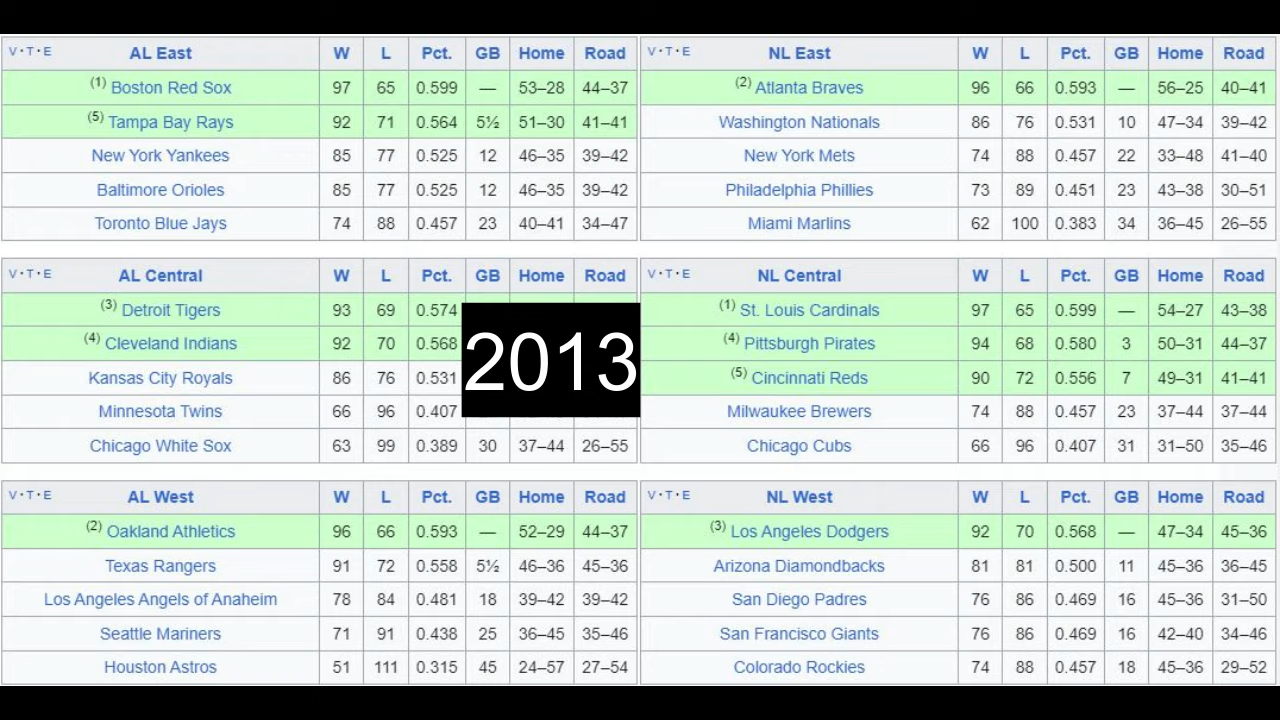 V·T·E AL East W L Pct. GB Home Road
(1) Boston Red Sox 97 65 0.599 — 53–28 44–37
(5) Tampa Bay Rays 92 71 0.564 5½ 51–30 41–41
New York Yankees 85 77 0.525 12 46–35 39–42
Baltimore Orioles 85 77 0.525 12 46–35 39–42
Toronto Blue Jays 74 88 0.457 23 40–41 34–47
V·T·E NL East W L Pct. GB Home Road
(2) Atlanta Braves 96 66 0.593 — 56–25 40–41
Washington Nationals 86 76 0.531 10 47–34 39–42
New York Mets 74 88 0.457 22 33–48 41–40
Philadelphia Phillies 73 89 0.451 23 43–38 30–51
Miami Marlins 62 100 0.383 34 36–45 26–55
V·T·E AL Central W L Pct. GB Home Road
(3) Detroit Tigers 93 69 0.574
(4) Cleveland Indians 92 70 0.568
Kansas City Royals 86 76 0.531
Minnesota Twins 66 96 0.407
Chicago White Sox 63 99 0.389 30 37–44 26–55
2013
V·T·E NL Central W L Pct. GB Home Road
(1) St. Louis Cardinals 97 65 0.599 — 54–27 43–38
(4) Pittsburgh Pirates 94 68 0.580 3 50–31 44–37
(5) Cincinnati Reds 90 72 0.556 7 49–31 41–41
Milwaukee Brewers 74 88 0.457 23 37–44 37–44
Chicago Cubs 66 96 0.407 31 31–50 35–46
V·T·E AL West W L Pct. GB Home Road
(2) Oakland Athletics 96 66 0.593 — 52–29 44–37
Texas Rangers 91 72 0.558 5½ 46–36 45–36
Los Angeles Angels of Anaheim 78 84 0.481 18 39–42 39–42
Seattle Mariners 71 91 0.438 25 36–45 35–46
Houston Astros 51 111 0.315 45 24–57 27–54
V·T·E NL West W L Pct. GB Home Road
(3) Los Angeles Dodgers 92 70 0.568 — 47–34 45–36
Arizona Diamondbacks 81 81 0.500 11 45–36 36–45
San Diego Padres 76 86 0.469 16 45–36 31–50
San Francisco Giants 76 86 0.469 16 42–40 34–46
Colorado Rockies 74 88 0.457 18 45–36 29–52